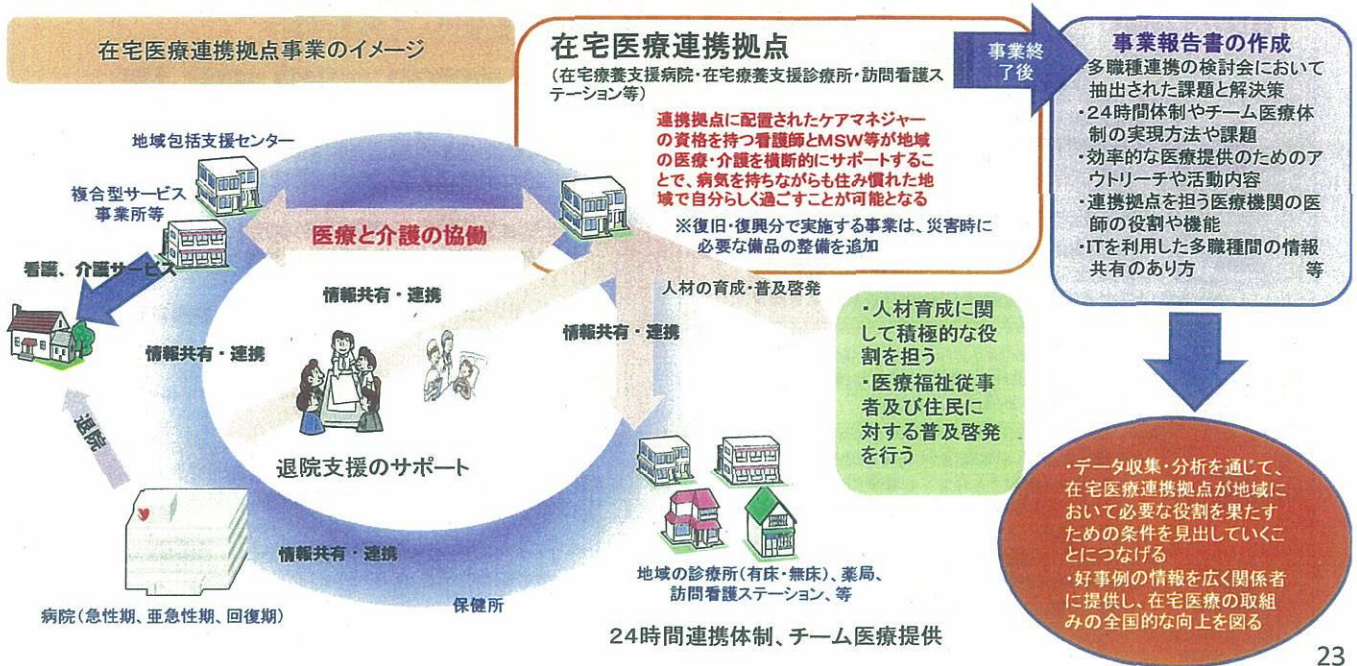 在宅医療連携拠点事業のイメージ
在宅医療連携拠点
(在宅療養支援病院・在宅療養支援診療所・訪問看護ス
テーション等)
連携拠点に配置されたケアマネジャー
の資格を持つ看護師とMSW等が地域
の医療・介護を横断的にサポートするこ
とで、病気を持ちながらも住み慣れた地
域で自分らしく過ごすことが可能となる
※復旧・復興分で実施する事業は、災害時に
必要な備品の整備を追加
事業終
了後
事業報告書の作成
・多職種連携の検討会において
抽出された課題と解決策
・24時間体制やチーム医療体
制の実現方法や課題
・効率的な医療提供のためのア
ウトリーチや活動内容
・連携拠点を担う医療機関の医
師の役割や機能
・ITを利用した多職種間の情報
共有のあり方 等
地域包括支援センター
複合型サービス
事業所等
医療と介護の協働
看護、介護サービス
情報共有・連携
人材の育成・普及啓発
情報共有・連携
情報共有・連携
・人材育成に関
して積極的な役
割を担う
・医療福祉従事
者及び住民に
対する普及啓発
を行う
退院
退院支援のサポート
情報共有・連携
病院(急性期、亜急性期、回復期)
保健所
地域の診療所(有床・無床)、薬局、
訪問看護ステーション、等
24時間連携体制、チーム医療提供
・データ収集・分析を通じて、
在宅医療連携拠点が地域に
おいて必要な役割を果たす
ための条件を見出していくこ
とにつなげる
・好事例の情報を広く関係者
に提供し、在宅医療の取組
みの全国的な向上を図る
23